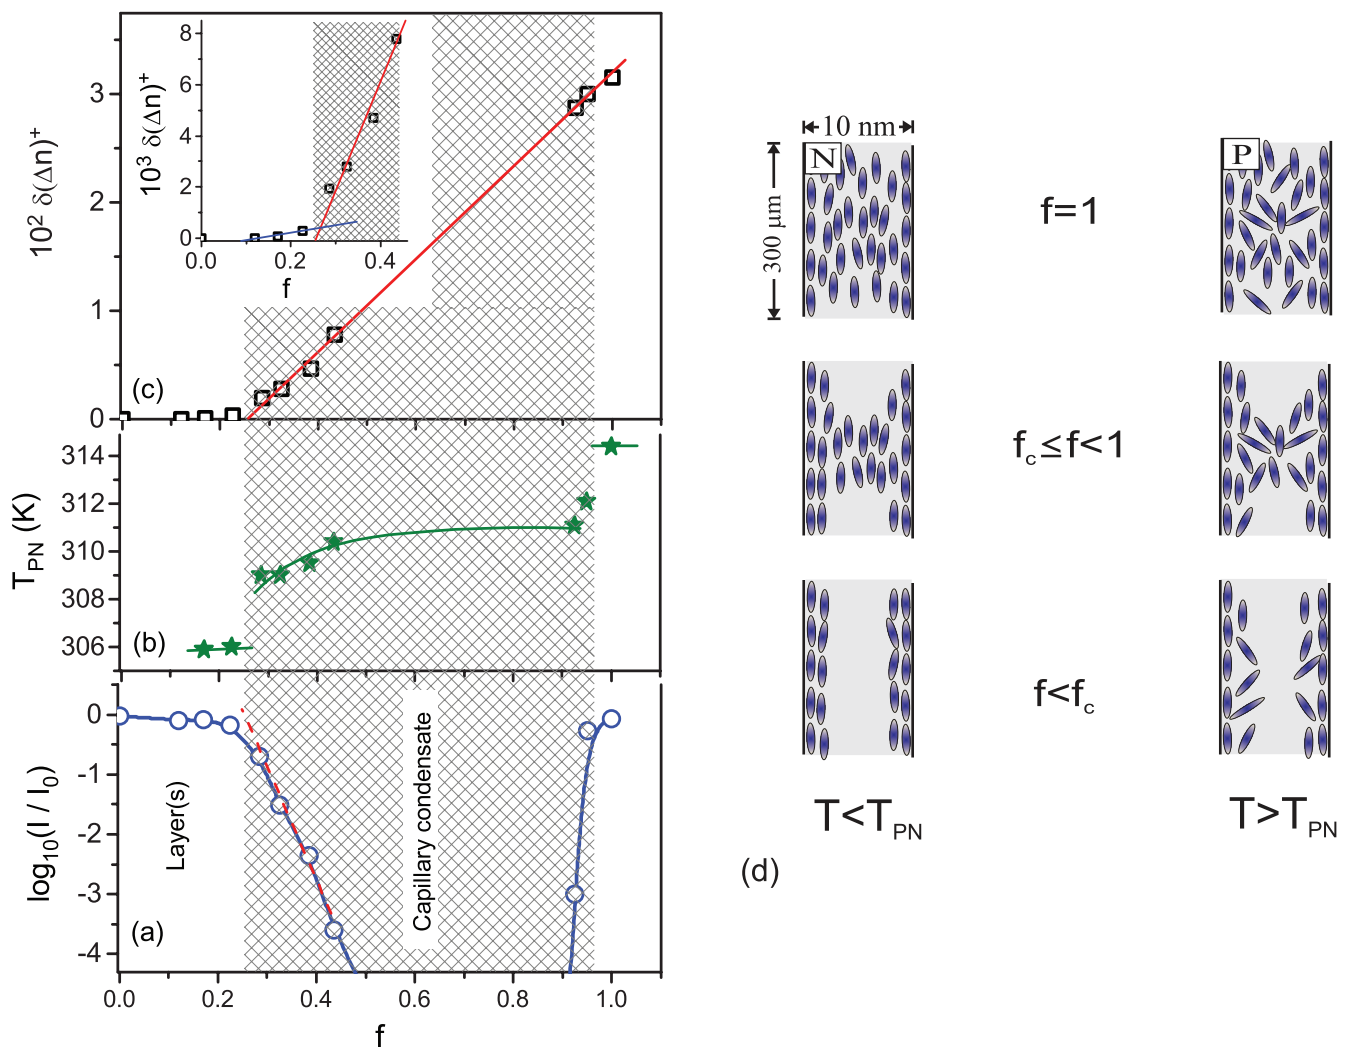 10² δ(Δn)⁺
3
2
1
0
(c)
10³ δ(Δn)⁺
8
6
4
2
0
0.0 0.2 0.4
f
T_PN (K)
314
312
310
308
306
(b)
log₁₀(I / I₀)
0
-1
-2
-3
-4
Layer(s)
Capillary condensate
(a)
0.0 0.2 0.4 0.6 0.8 1.0
f
10 nm
300 µm
N
P
f=1
f_c≤f<1
f<f_c
T<T_PN
T>T_PN
(d)